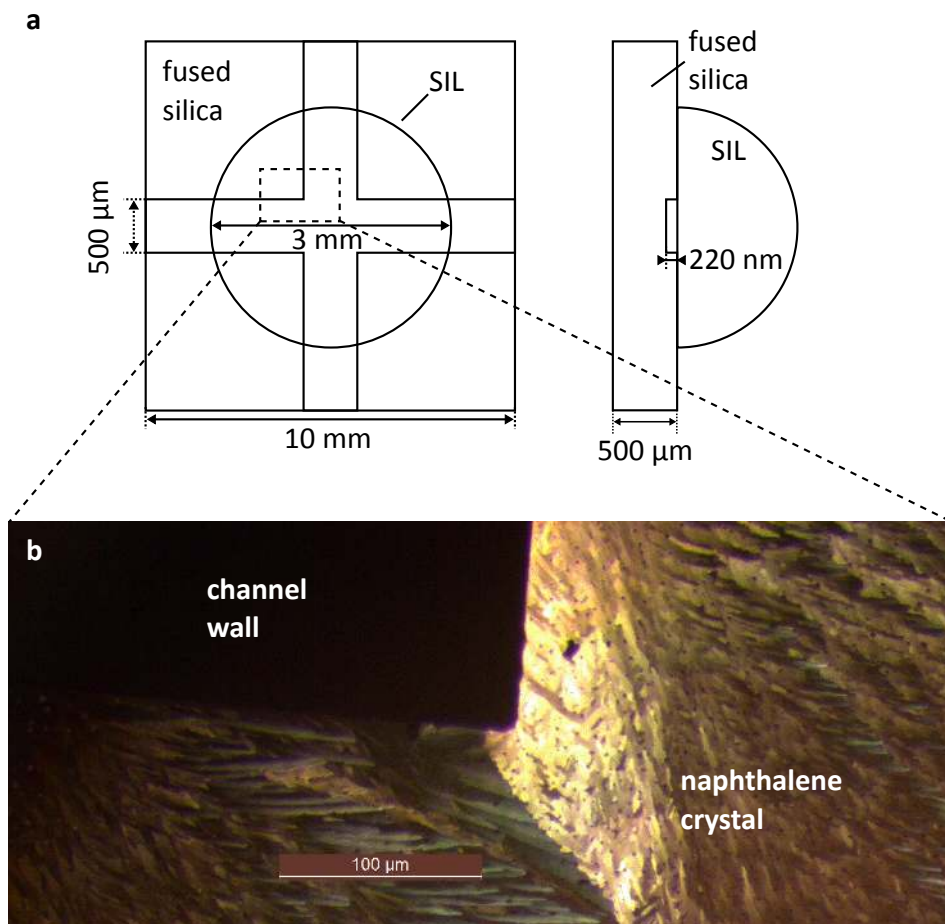 a
fused
silica
SIL
500 µm
3 mm
10 mm
fused
silica
SIL
220 nm
500 µm
b
channel
wall
naphthalene
crystal
100 µm